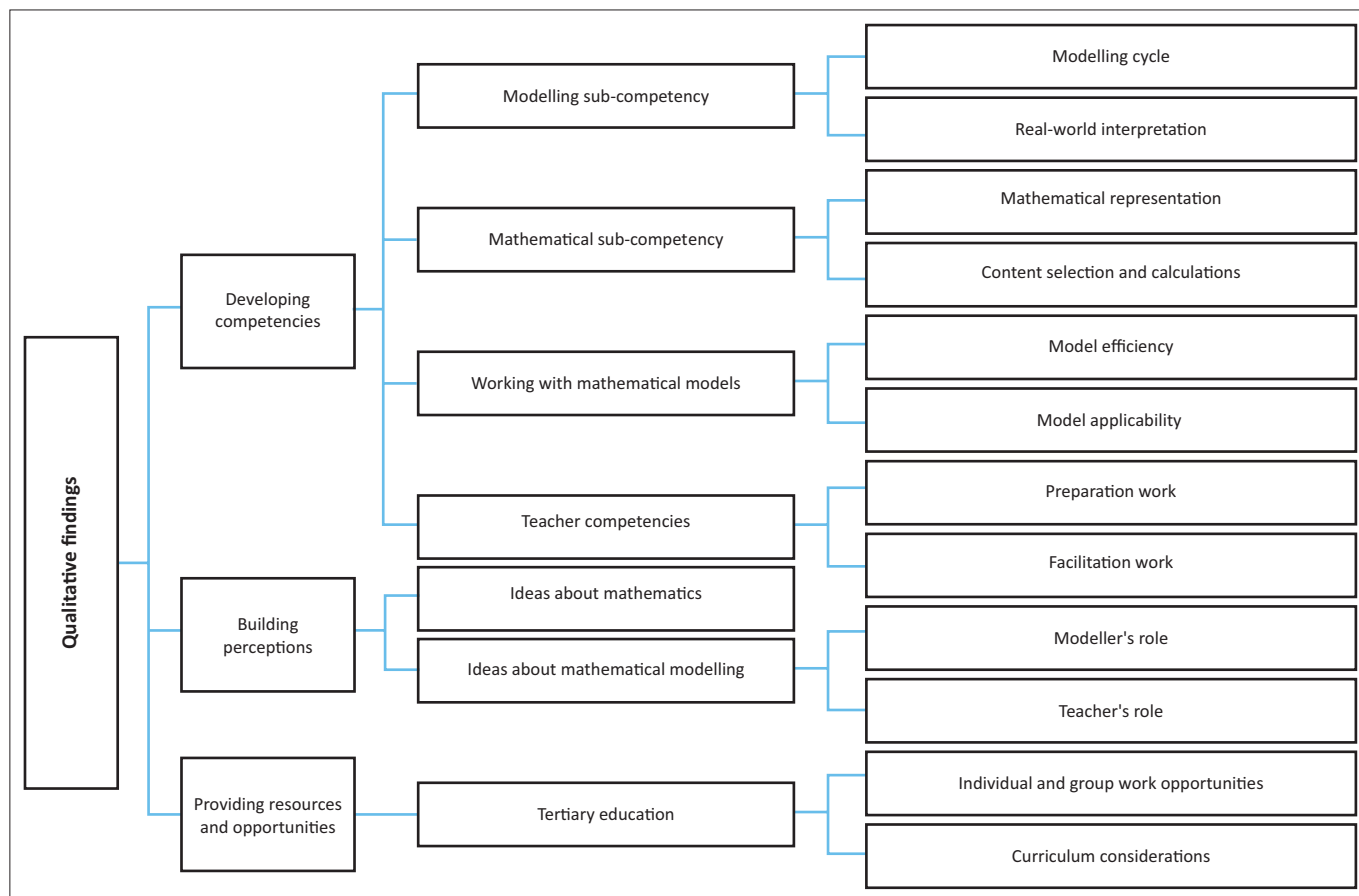 Qualitative findings
Developing
competencies
Building
perceptions
Providing resources
and opportunities
Modelling sub-competency
Mathematical sub-competency
Working with mathematical models
Teacher competencies
Ideas about mathematics
Ideas about mathematical modelling
Tertiary education
Modelling cycle
Real-world interpretation
Mathematical representation
Content selection and calculations
Model efficiency
Model applicability
Preparation work
Facilitation work
Modeller's role
Teacher's role
Individual and group work opportunities
Curriculum considerations